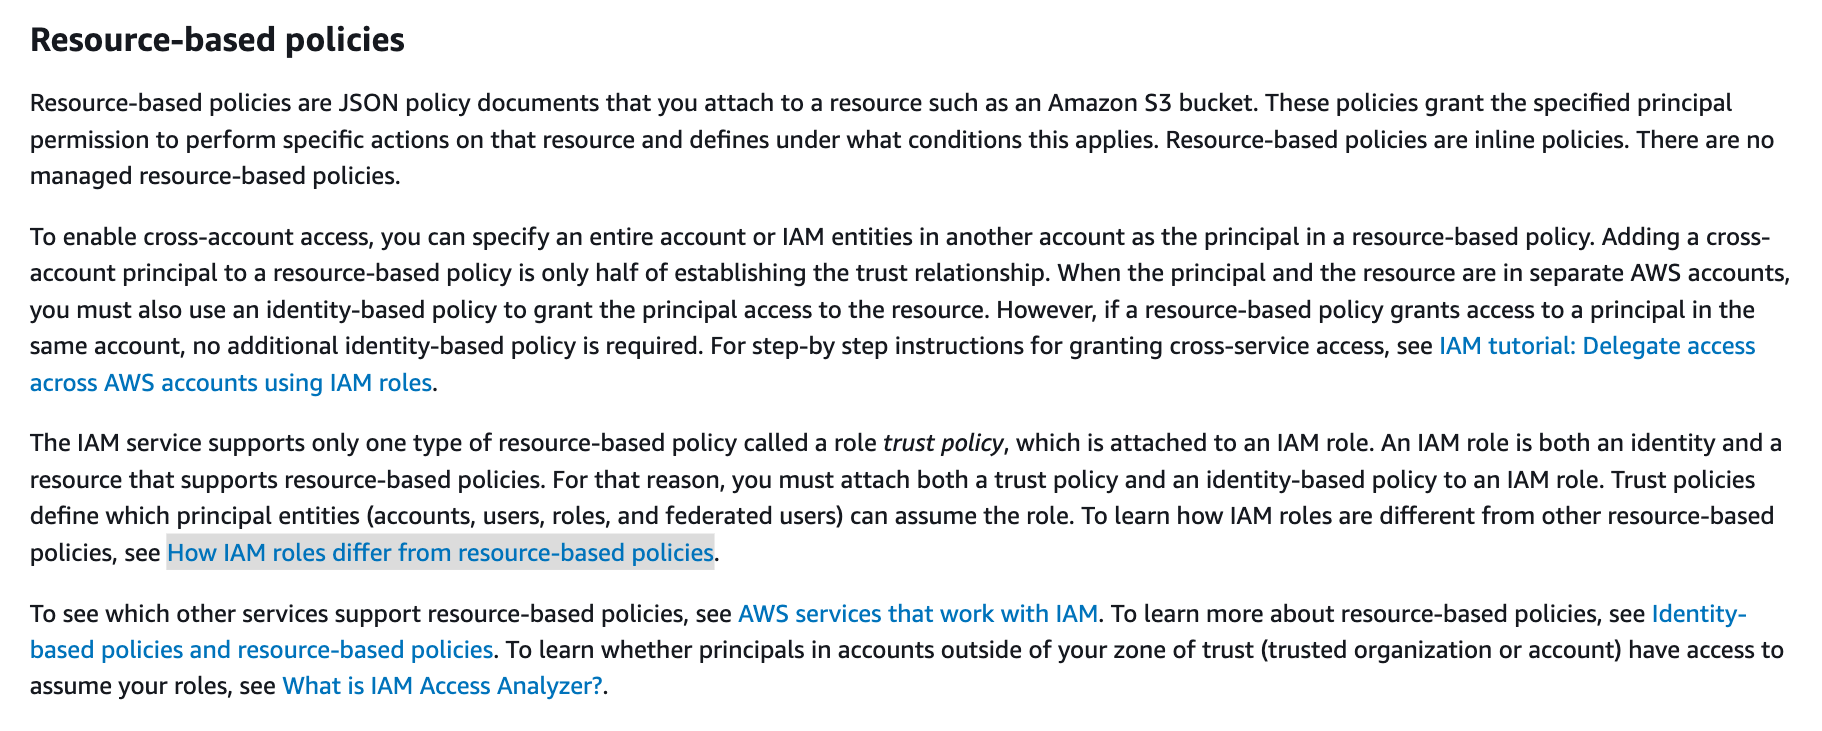 Resource-based policies
Resource-based policies are JSON policy documents that you attach to a resource such as an Amazon S3 bucket. These policies grant the specified principal
permission to perform specific actions on that resource and defines under what conditions this applies. Resource-based policies are inline policies. There are no
managed resource-based policies.
To enable cross-account access, you can specify an entire account or IAM entities in another account as the principal in a resource-based policy. Adding a cross-
account principal to a resource-based policy is only half of establishing the trust relationship. When the principal and the resource are in separate AWS accounts,
you must also use an identity-based policy to grant the principal access to the resource. However, if a resource-based policy grants access to a principal in the
same account, no additional identity-based policy is required. For step-by step instructions for granting cross-service access, see IAM tutorial: Delegate access
across AWS accounts using IAM roles.
The IAM service supports only one type of resource-based policy called a role trust policy, which is attached to an IAM role. An IAM role is both an identity and a
resource that supports resource-based policies. For that reason, you must attach both a trust policy and an identity-based policy to an IAM role. Trust policies
define which principal entities (accounts, users, roles, and federated users) can assume the role. To learn how IAM roles are different from other resource-based
policies, see How IAM roles differ from resource-based policies.
To see which other services support resource-based policies, see AWS services that work with IAM. To learn more about resource-based policies, see Identity-
based policies and resource-based policies. To learn whether principals in accounts outside of your zone of trust (trusted organization or account) have access to
assume your roles, see What is IAM Access Analyzer?.